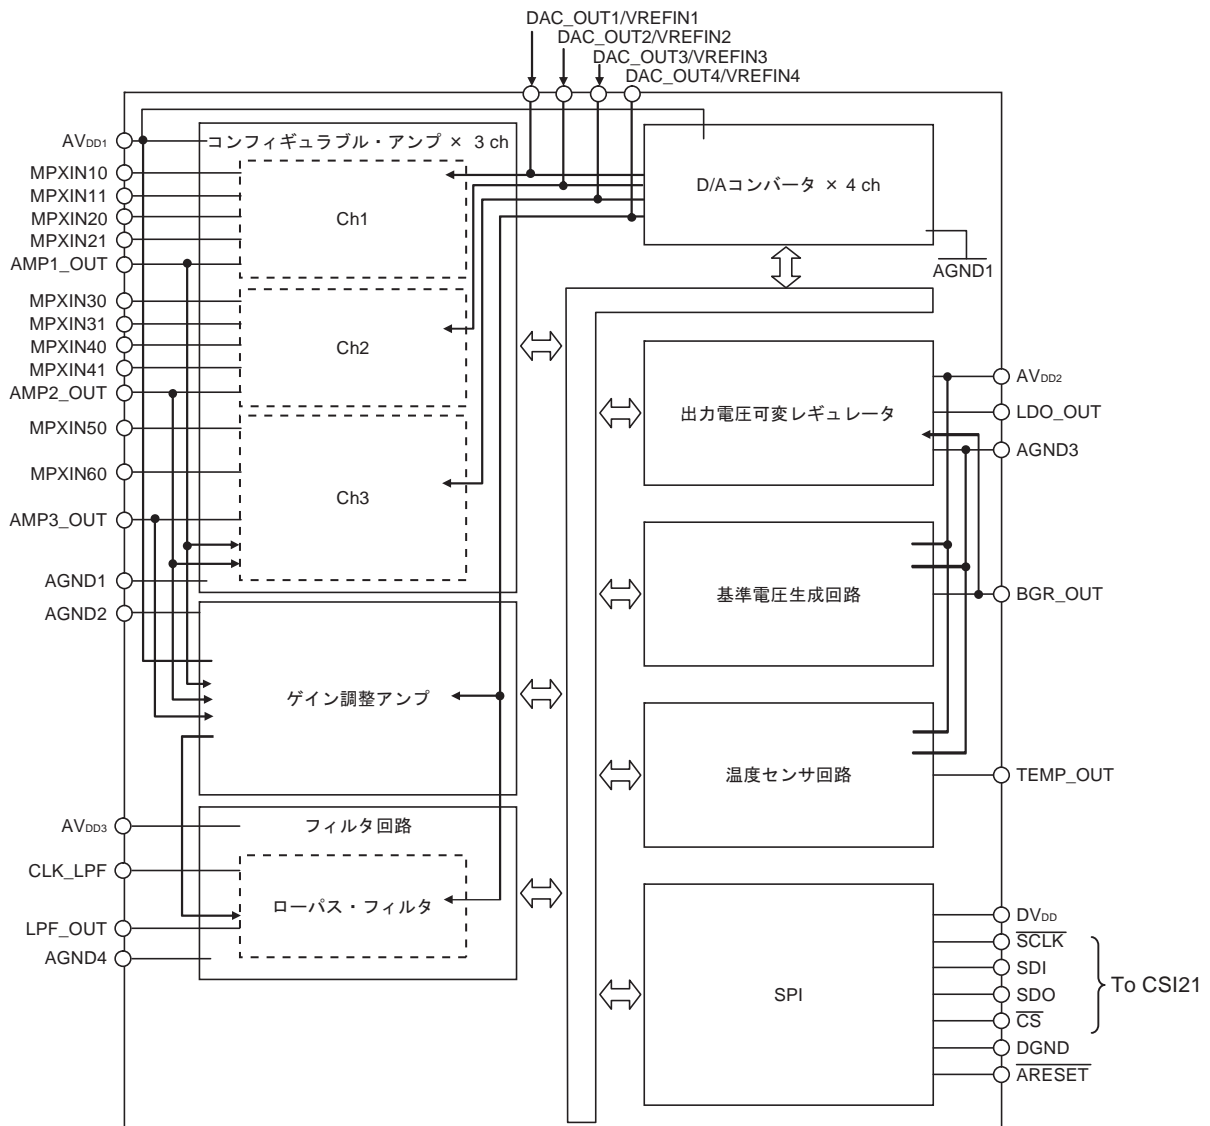 DAC_OUT1/VREFIN1
DAC_OUT2/VREFIN2
DAC_OUT3/VREFIN3
DAC_OUT4/VREFIN4
AVDD1
MPXIN10
MPXIN11
MPXIN20
MPXIN21
AMP1_OUT
MPXIN30
MPXIN31
MPXIN40
MPXIN41
AMP2_OUT
MPXIN50
MPXIN60
AMP3_OUT
AGND1
AGND2
AVDD3
CLK_LPF
LPF_OUT
AGND4
コンフィギュラブル・アンプ × 3 ch
Ch1
Ch2
Ch3
ゲイン調整アンプ
フィルタ回路
ローパス・フィルタ
D/Aコンバータ × 4 ch
AGND1
出力電圧可変レギュレータ
基準電圧生成回路
温度センサ回路
SPI
AVDD2
LDO_OUT
AGND3
BGR_OUT
TEMP_OUT
DVDD
SCLK
SDI
SDO
CS
DGND
ARESET
To CSI21